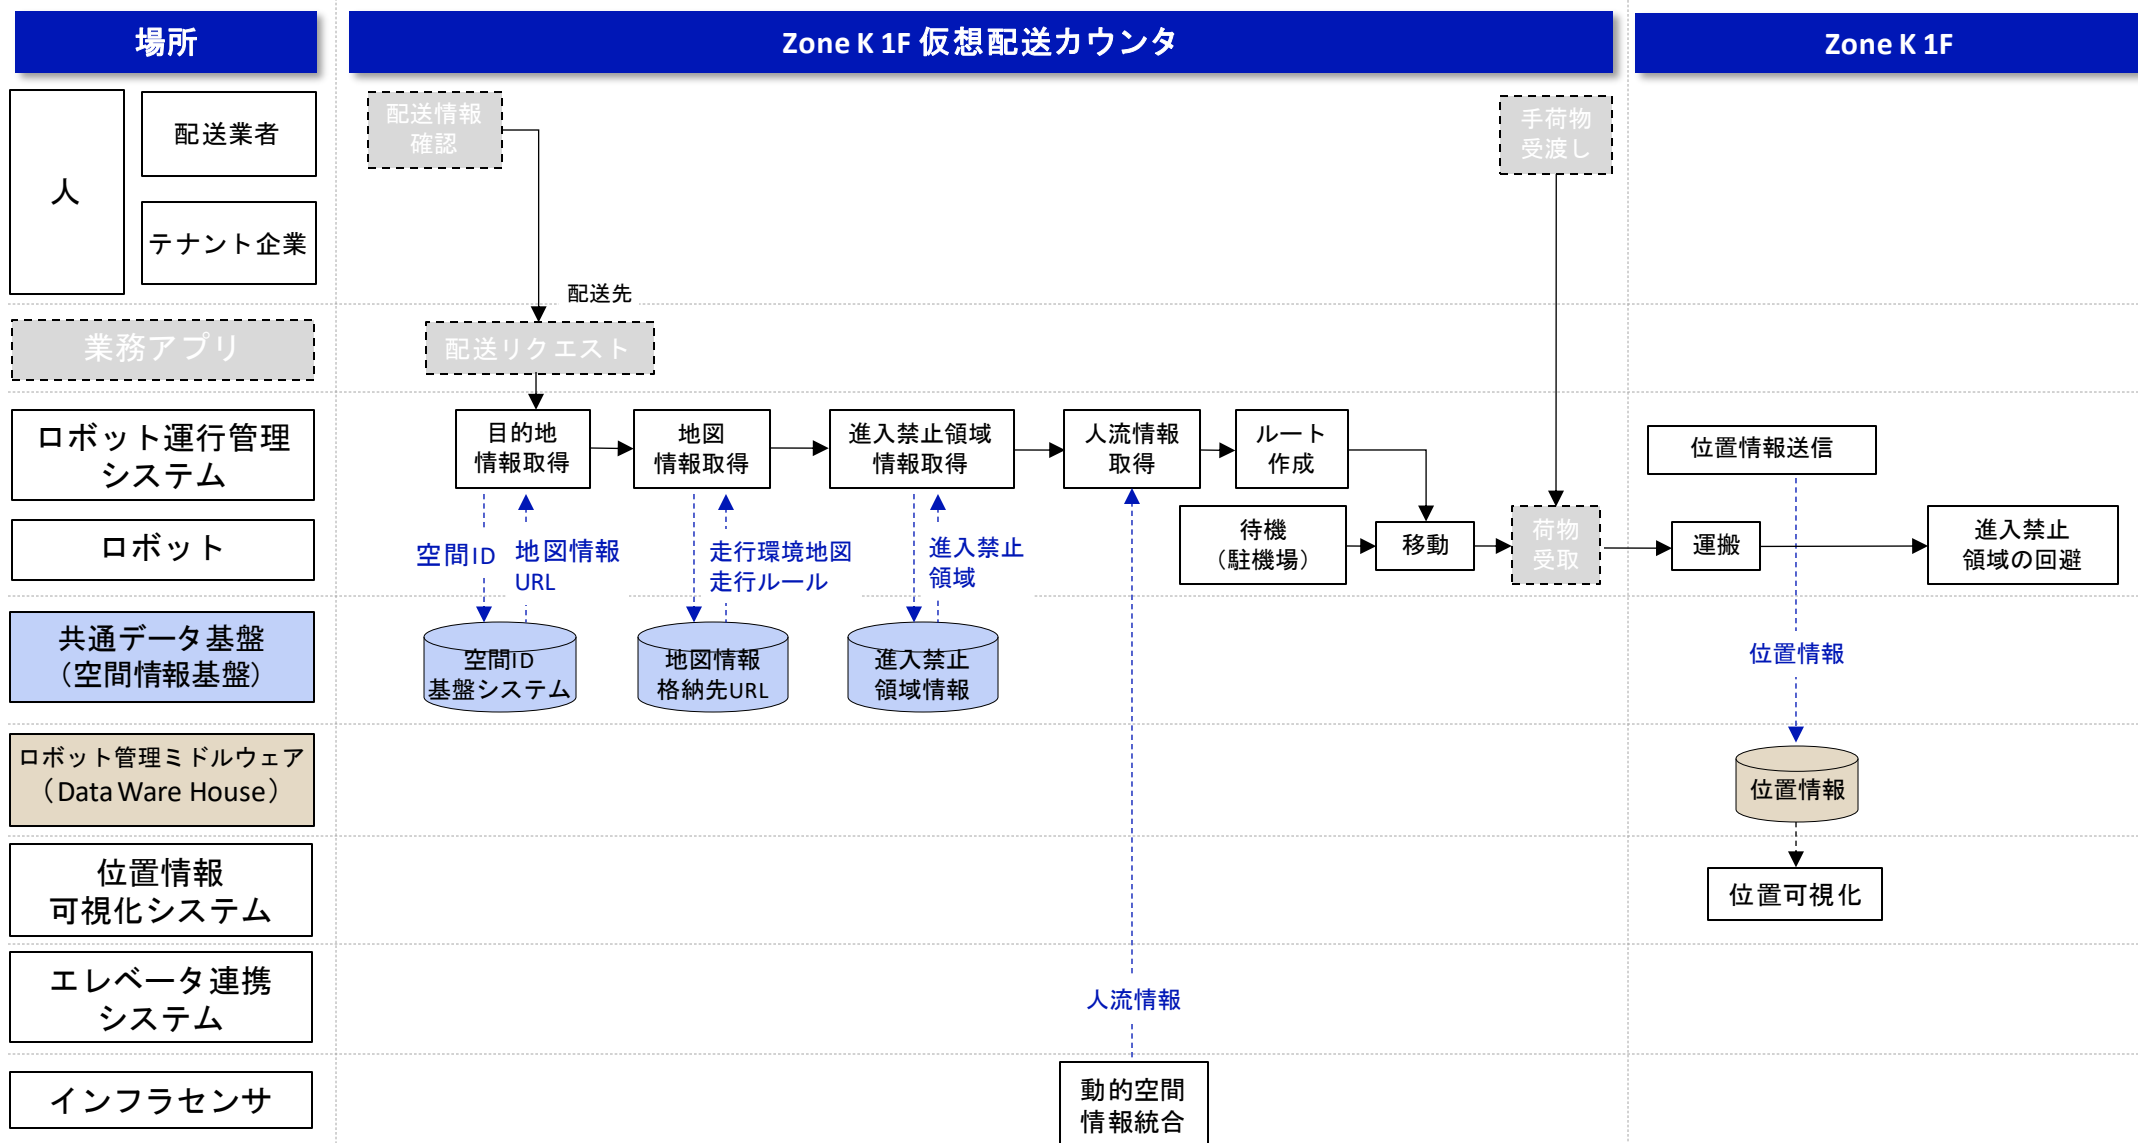 場所
Zone K 1F 仮想配送カウンタ
Zone K 1F
人
配送業者
テナント企業
配送情報
確認
手荷物
受渡し
配送先
業務アプリ
配送リクエスト
ロボット運行管理
システム
目的地
情報取得
地図
情報取得
進入禁止領域
情報取得
人流情報
取得
ルート
作成
位置情報送信
ロボット
空間ID
地図情報
URL
走行環境地図
走行ルール
進入禁止
領域
待機
（駐機場）
移動
荷物
受取
運搬
進入禁止
領域の回避
共通データ基盤
（空間情報基盤）
空間ID
基盤システム
地図情報
格納先URL
進入禁止
領域情報
位置情報
ロボット管理ミドルウェア
（Data Ware House）
位置情報
位置情報
可視化システム
位置可視化
エレベータ連携
システム
人流情報
インフラセンサ
動的空間
情報統合